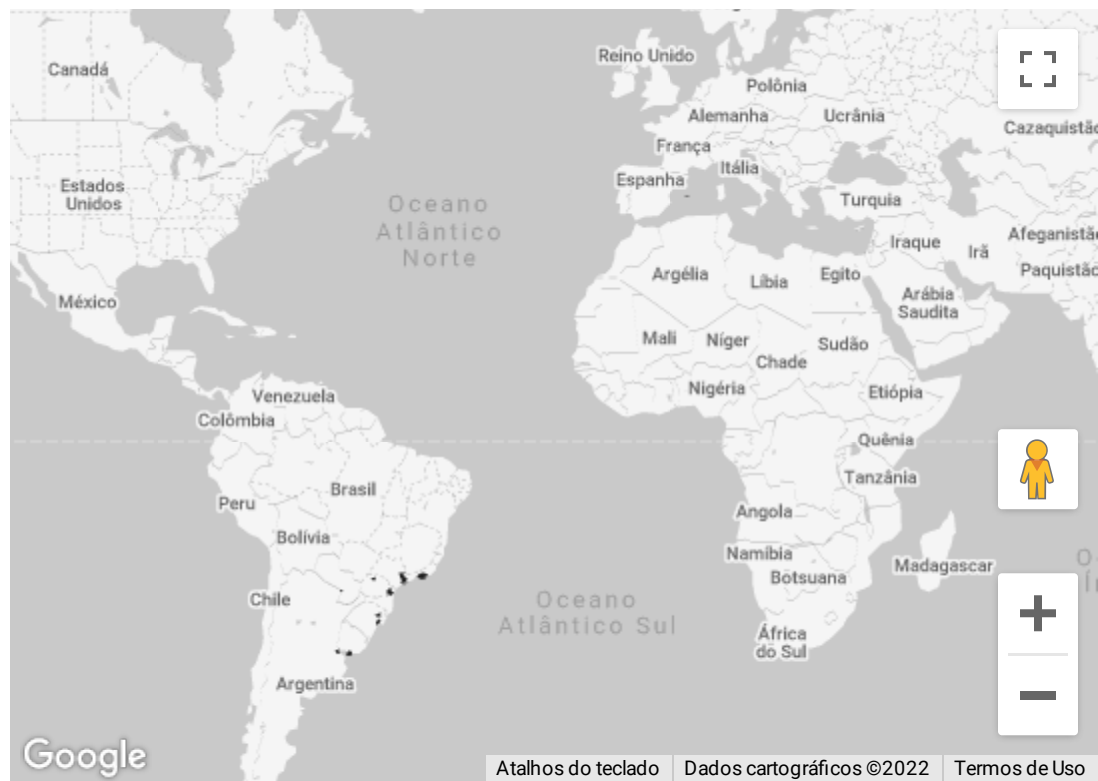 Canadá
Reino Unido
Polônia
Alemanha
Ucrânia
Cazaquistão
França
Itália
Espanha
Estados
Unidos
Turquia
Oceano
Atlântico
Norte
Iraque
Irã
Afeganistão
Paquistão
Argélia
Líbia
Egito
Arábia
Saudita
México
Mali
Níger
Sudão
Chade
Nigéria
Etiópia
Venezuela
Colômbia
Quênia
Brasil
Peru
Tanzânia
Angola
Bolívia
Namíbia
Botsuana
Madagascar
Chile
Oceano
Atlântico Sul
África
do Sul
Argentina
Google
Atalhos do teclado
Dados cartográficos ©2022
Termos de Uso